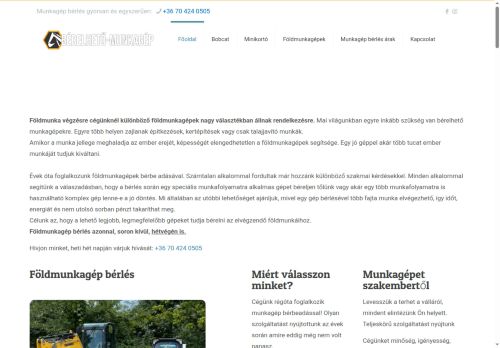 Munkagép bérlés gyorsan és egyszerűen: +36 70 424 0505
BÉRELHETŐ-MUNKAGÉP
Főoldal Bobcat Minikotró Földmunkagépek Munkagép bérlés árak Kapcsolat
Földmunka végzésre cégünknél különböző földmunkagépek nagy választékban állnak rendelkezésre. Mai világunkban egyre inkább szükség van bérelhető
munkagépekre. Egyre több helyen zajlanak építkezések, kertépítések vagy csak talajjavító munkák.
Amikor a munka jellege meghaladja az ember erejét, képességét elengedhetetlen a földmunkagépek segítsége. Egy jó géppel akár több tucat ember
munkáját tudjuk kiváltani.
Évek óta foglalkozunk földmunkagépek bérbe adásával. Számtalan alkalommal fordultak már hozzánk különböző szakmai kérdésekkel. Minden alkalommal
segítünk a válaszadásban, hogy a bérlés során egy speciális munkafolyamatra alkalmas gépet béreljen tőlünk vagy akár egy több munkafolyamatra is
használható komplex gép lenne-e a jó döntés. Mi általában az utóbbi lehetőséget ajánljuk, mivel egy gép bérlésével több fajta munka elvégezhető, így időt,
energiát és nem utolsó sorban pénzt takaríthat meg.
Célunk az, hogy a lehető legjobb, legmegfelelőbb gépeket tudja bérelni az elvégzendő földmunkához.
Földmunkagép bérlés azonnal, soron kívül, hétvégén is.
Hívjon minket, heti hét napján várjuk hívását: +36 70 424 0505
Földmunkagép bérlés
Miért válasszon
minket?
Cégünk régóta foglalkozik
munkagép bérbeadással! Olyan
szolgáltatást nyújtottunk az évek
során amire eddig még nem volt
panasz.
Munkagépet
szakembertől
Levesszük a terhet a válláról,
mindent elintézünk Ön helyett.
Teljeskörű szolgáltatást nyújtunk
Cégünket minőség, igényesség,